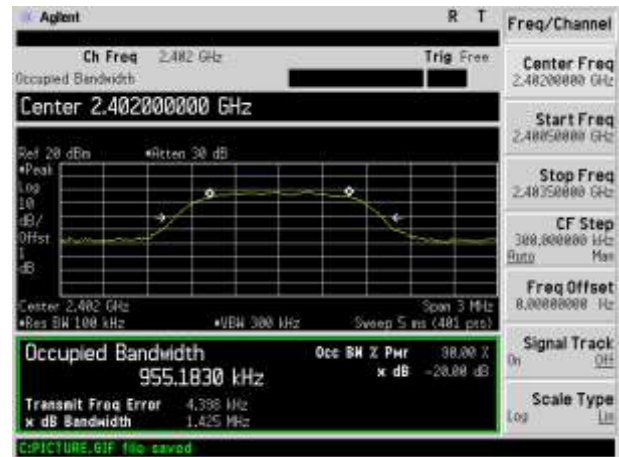 Agilent R T
Freq/Channel
Ch Freq 2.402 GHz Trig Free
Occupied Bandwidth
Center 2.402000000 GHz
Ref 20 dBm #Atten 30 dB
#Peak
Log
10
dB/
Offst
1
dB
Center 2.402 GHz Span 3 MHz
#Res BW 100 kHz #VBW 300 kHz Sweep 5 ms (401 pts)
Occupied Bandwidth
955.1830 kHz
Occ BW % Pwr 90.00 %
x dB -20.00 dB
Transmit Freq Error 4.398 kHz
x dB Bandwidth 1.425 MHz
C:PICTURE.GIF file saved
Center Freq
2.40200000 GHz
Start Freq
2.40050000 GHz
Stop Freq
2.40350000 GHz
CF Step
300.000000 kHz
Auto Man
Freq Offset
0.00000000 Hz
Signal Track
On Off
Scale Type
Log Lin